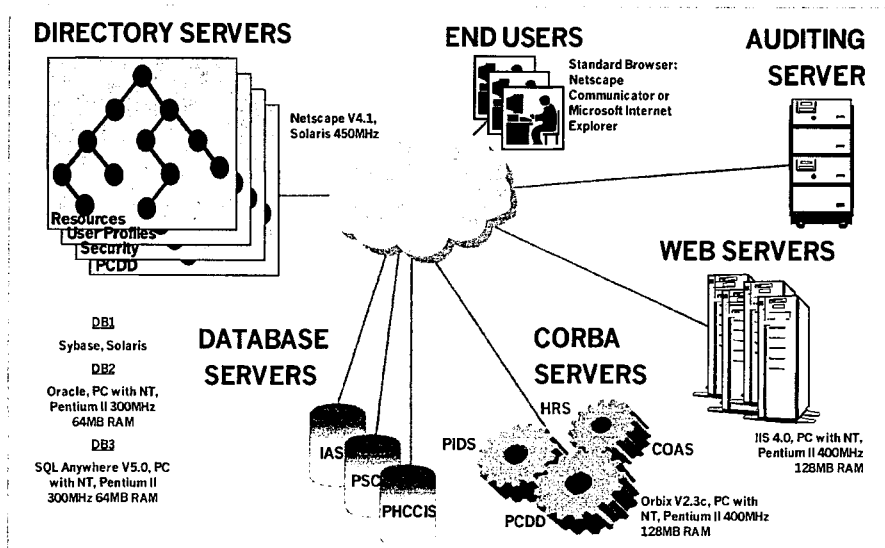 DIRECTORY SERVERS
Netscape V4.1,
Solaris 450MHz
Resources
User Profiles
Security
PCDD
END USERS
Standard Browser:
Netscape
Communicator or
Microsoft Internet
Explorer
AUDITING
SERVER
WEB SERVERS
IIS 4.0, PC with NT,
Pentium II 400MHz
128MB RAM
DB1
Sybase, Solaris
DB2
Oracle, PC with NT,
Pentium II 300MHz
64MB RAM
DB3
SQL Anywhere V5.0, PC
with NT, Pentium II
300MHz 64MB RAM
DATABASE
SERVERS
IAS
PSC
PHCCIS
CORBA
SERVERS
HRS
PIDS
COAS
PCDD
Orbix V2.3c, PC with
NT, Pentium II 400MHz
128MB RAM